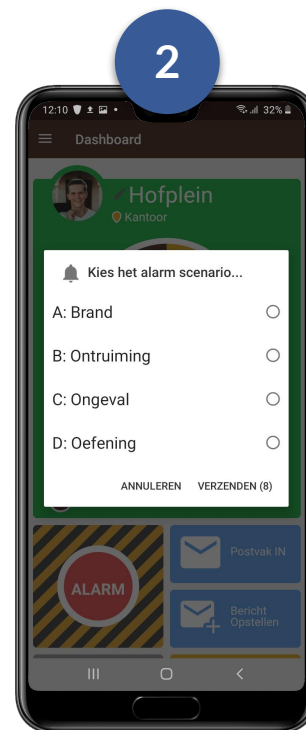 2
12:10
32%
Dashboard
Hofplein
Kantoor
Kies het alarm scenario...
A: Brand
B: Ontruiming
C: Ongeval
D: Oefening
ANNULEREN VERZENDEN (8)
ALARM
Postvak IN
Bericht
Opstellen